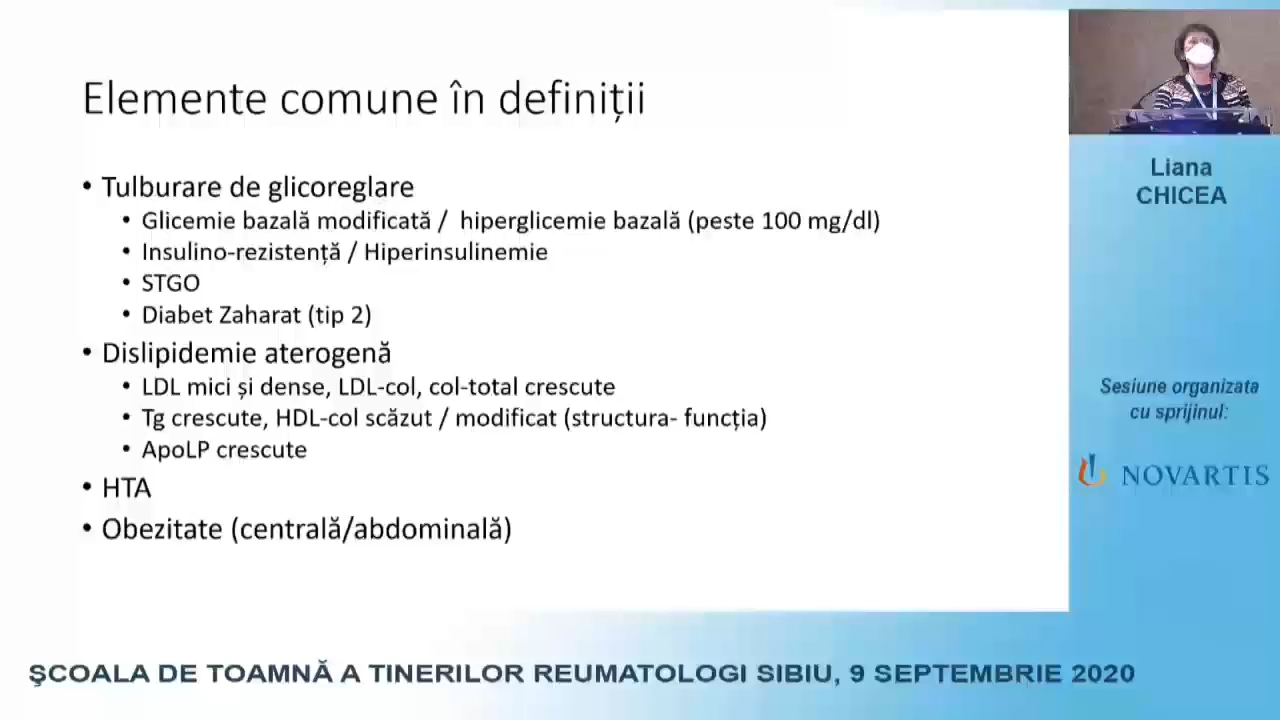 Elemente comune în definiții
• Tulburare de glicoreglare
• Glicemie bazală modificată / hiperglicemie bazală (peste 100 mg/dl)
• Insulino-rezistență / Hiperinsulinemie
• STGO
• Diabet Zaharat (tip 2)
• Dislipidemie aterogenă
• LDL mici și dense, LDL-col, col-total crescute
• Tg crescute, HDL-col scăzut / modificat (structura- funcția)
• ApoLP crescute
• HTA
• Obezitate (centrală/abdominală)
Liana
CHICEA
Sesiune organizata
cu sprijinul:
NOVARTIS
ŞCOALA DE TOAMNĂ A TINERILOR REUMATOLOGI SIBIU, 9 SEPTEMBRIE 2020